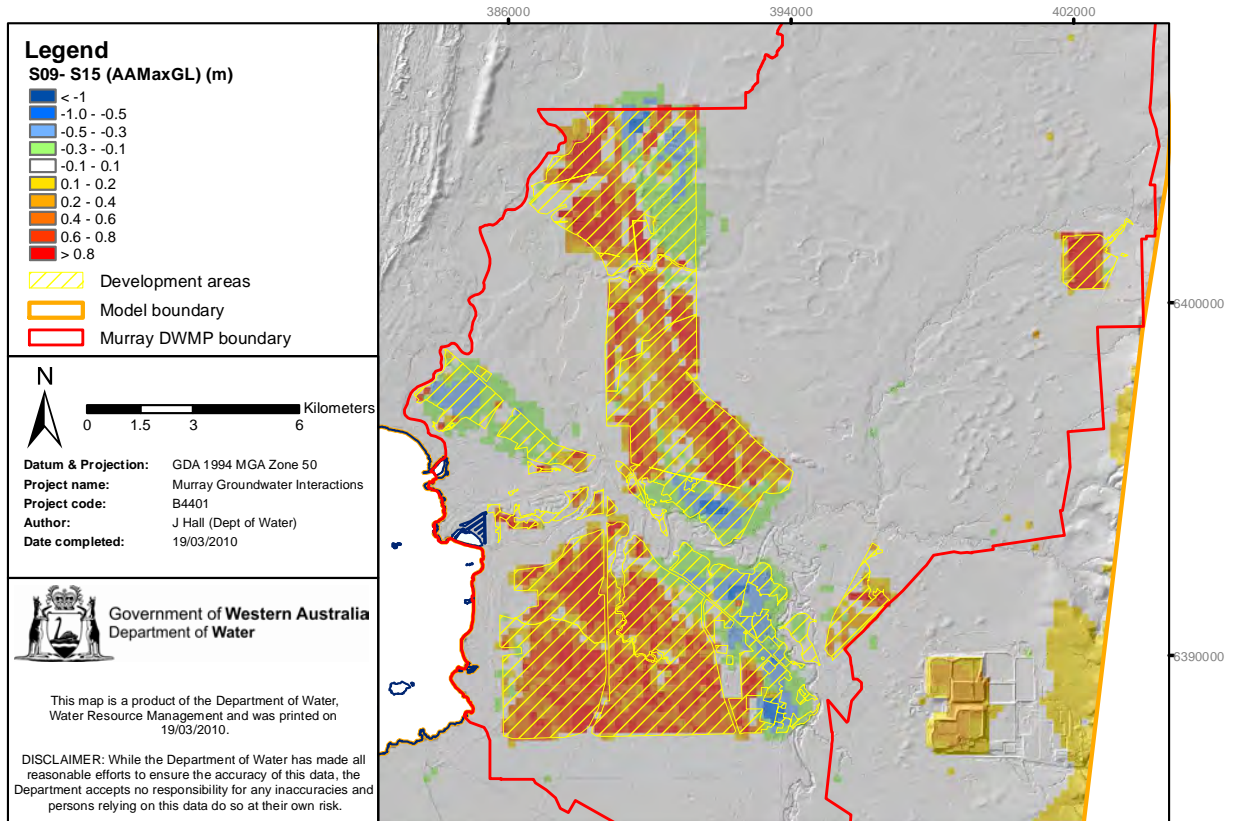 386000
394000
402000
Legend
S09- S15 (AAMaxGL) (m)
< -1
-1.0 - -0.5
-0.5 - -0.3
-0.3 - -0.1
-0.1 - 0.1
0.1 - 0.2
0.2 - 0.4
0.4 - 0.6
0.6 - 0.8
> 0.8
Development areas
Model boundary
Murray DWMP boundary
6400000
6390000
N
Kilometers
0 1.5 3 6
Datum & Projection: GDA 1994 MGA Zone 50
Project name: Murray Groundwater Interactions
Project code: B4401
Author: J Hall (Dept of Water)
Date completed: 19/03/2010
Government of Western Australia
Department of Water
This map is a product of the Department of Water,
Water Resource Management and was printed on
19/03/2010.
DISCLAIMER: While the Department of Water has made all
reasonable efforts to ensure the accuracy of this data, the
Department accepts no responsibility for any inaccuracies and
persons relying on this data do so at their own risk.